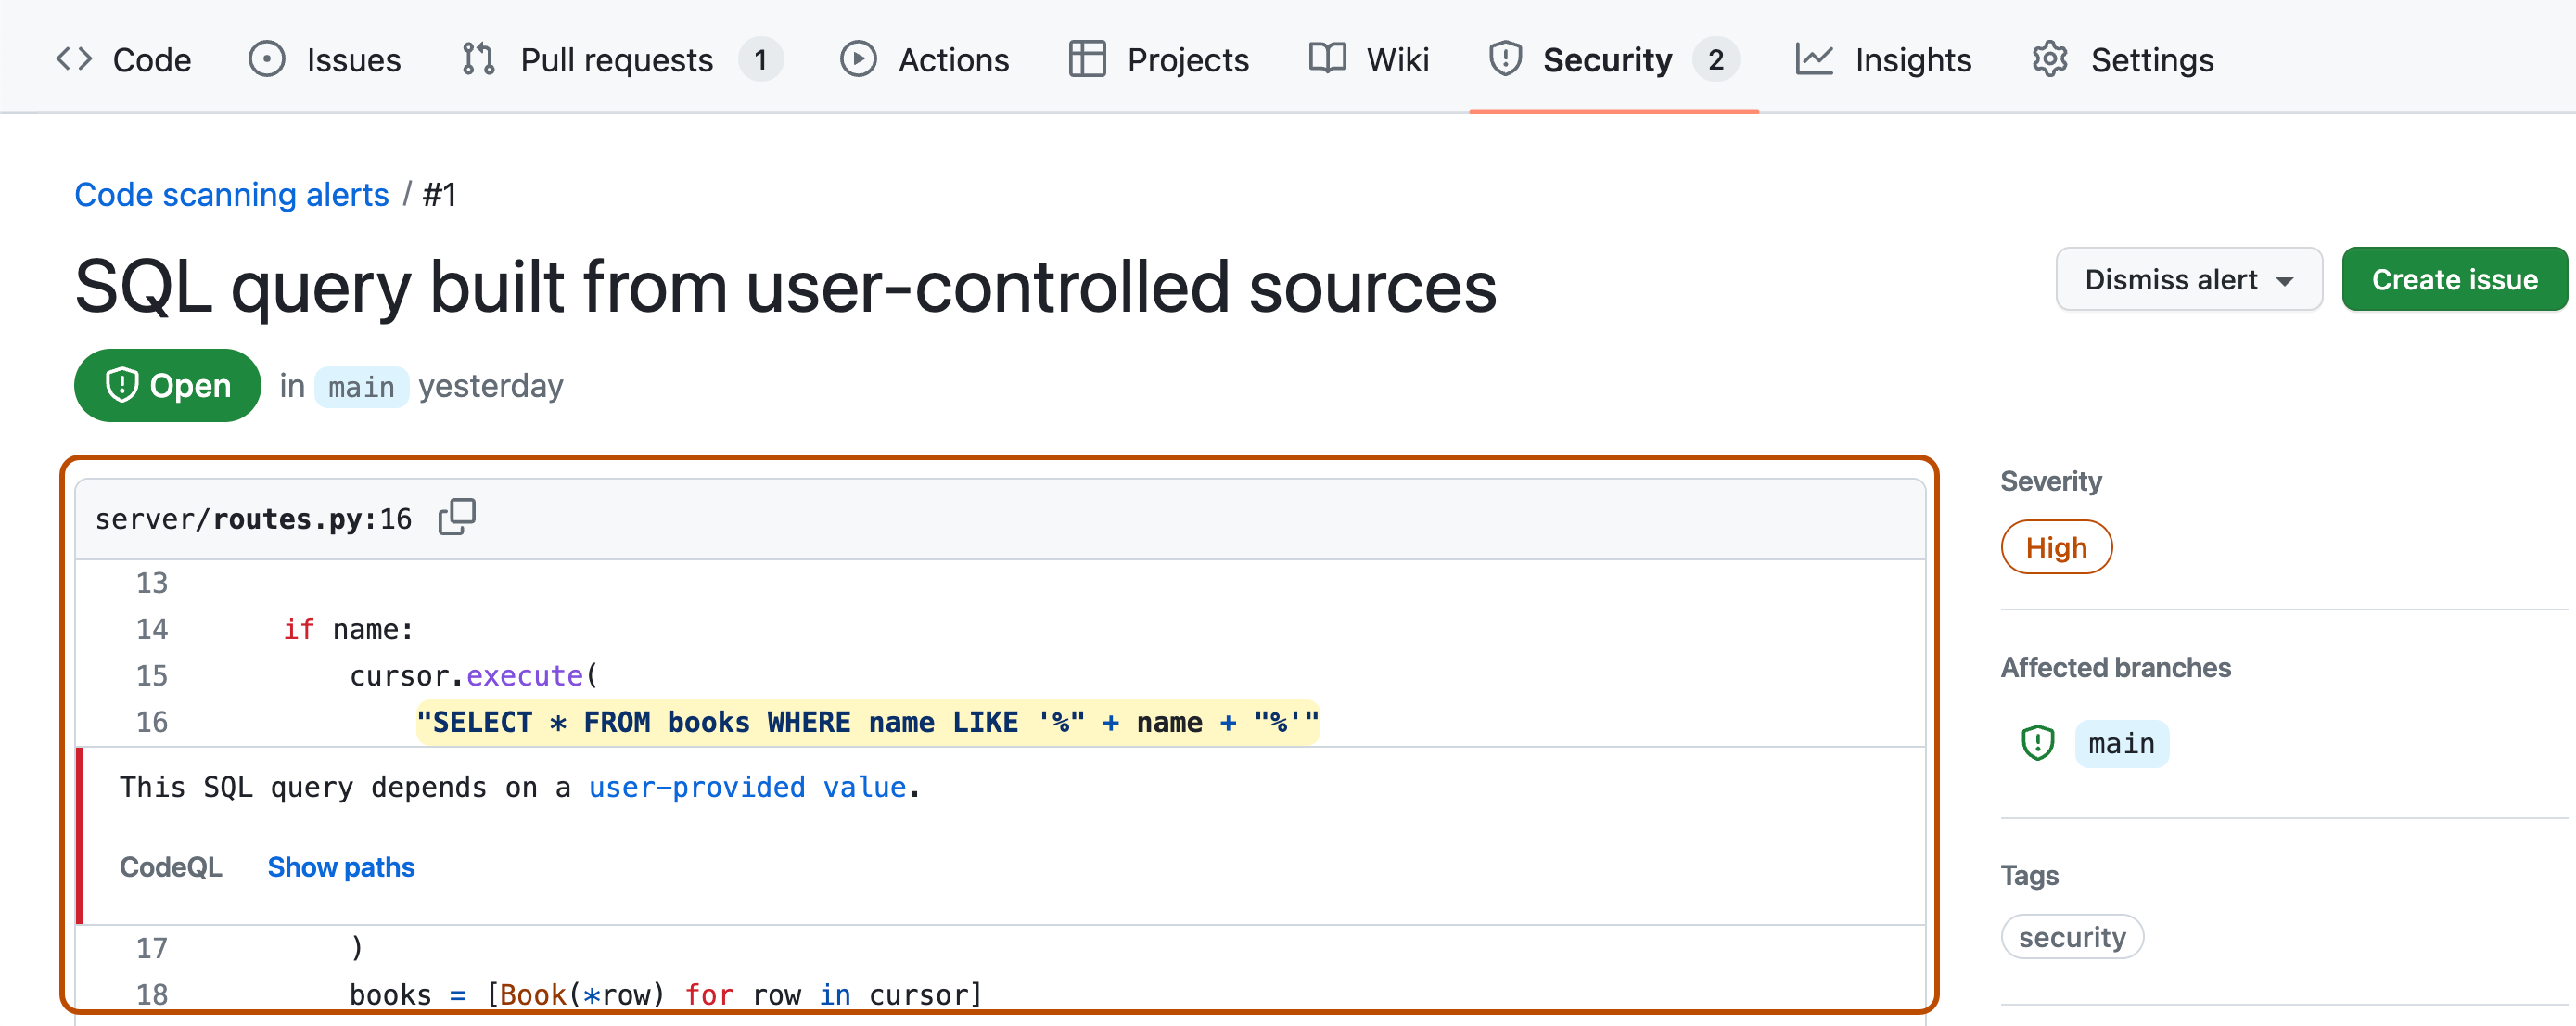 Code Issues Pull requests 1 Actions Projects Wiki Security 2 Insights Settings
Code scanning alerts / #1
SQL query built from user-controlled sources
Dismiss alert Create issue
Open in main yesterday
server/routes.py:16
13
14 if name:
15 cursor.execute(
16 "SELECT * FROM books WHERE name LIKE '%" + name + "%'"
This SQL query depends on a user-provided value.
CodeQL Show paths
17 )
18 books = [Book(*row) for row in cursor]
Severity
High
Affected branches
main
Tags
security